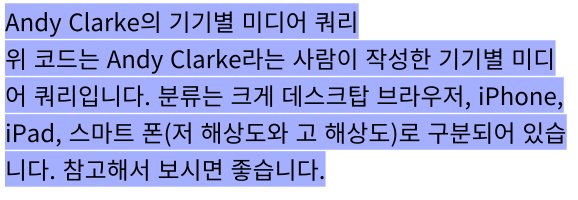 Andy Clarke의 기기별 미디어 쿼리
위 코드는 Andy Clarke라는 사람이 작성한 기기별 미디
어 쿼리입니다. 분류는 크게 데스크탑 브라우저, iPhone,
iPad, 스마트 폰(저 해상도와 고 해상도)로 구분되어 있습
니다. 참고해서 보시면 좋습니다.